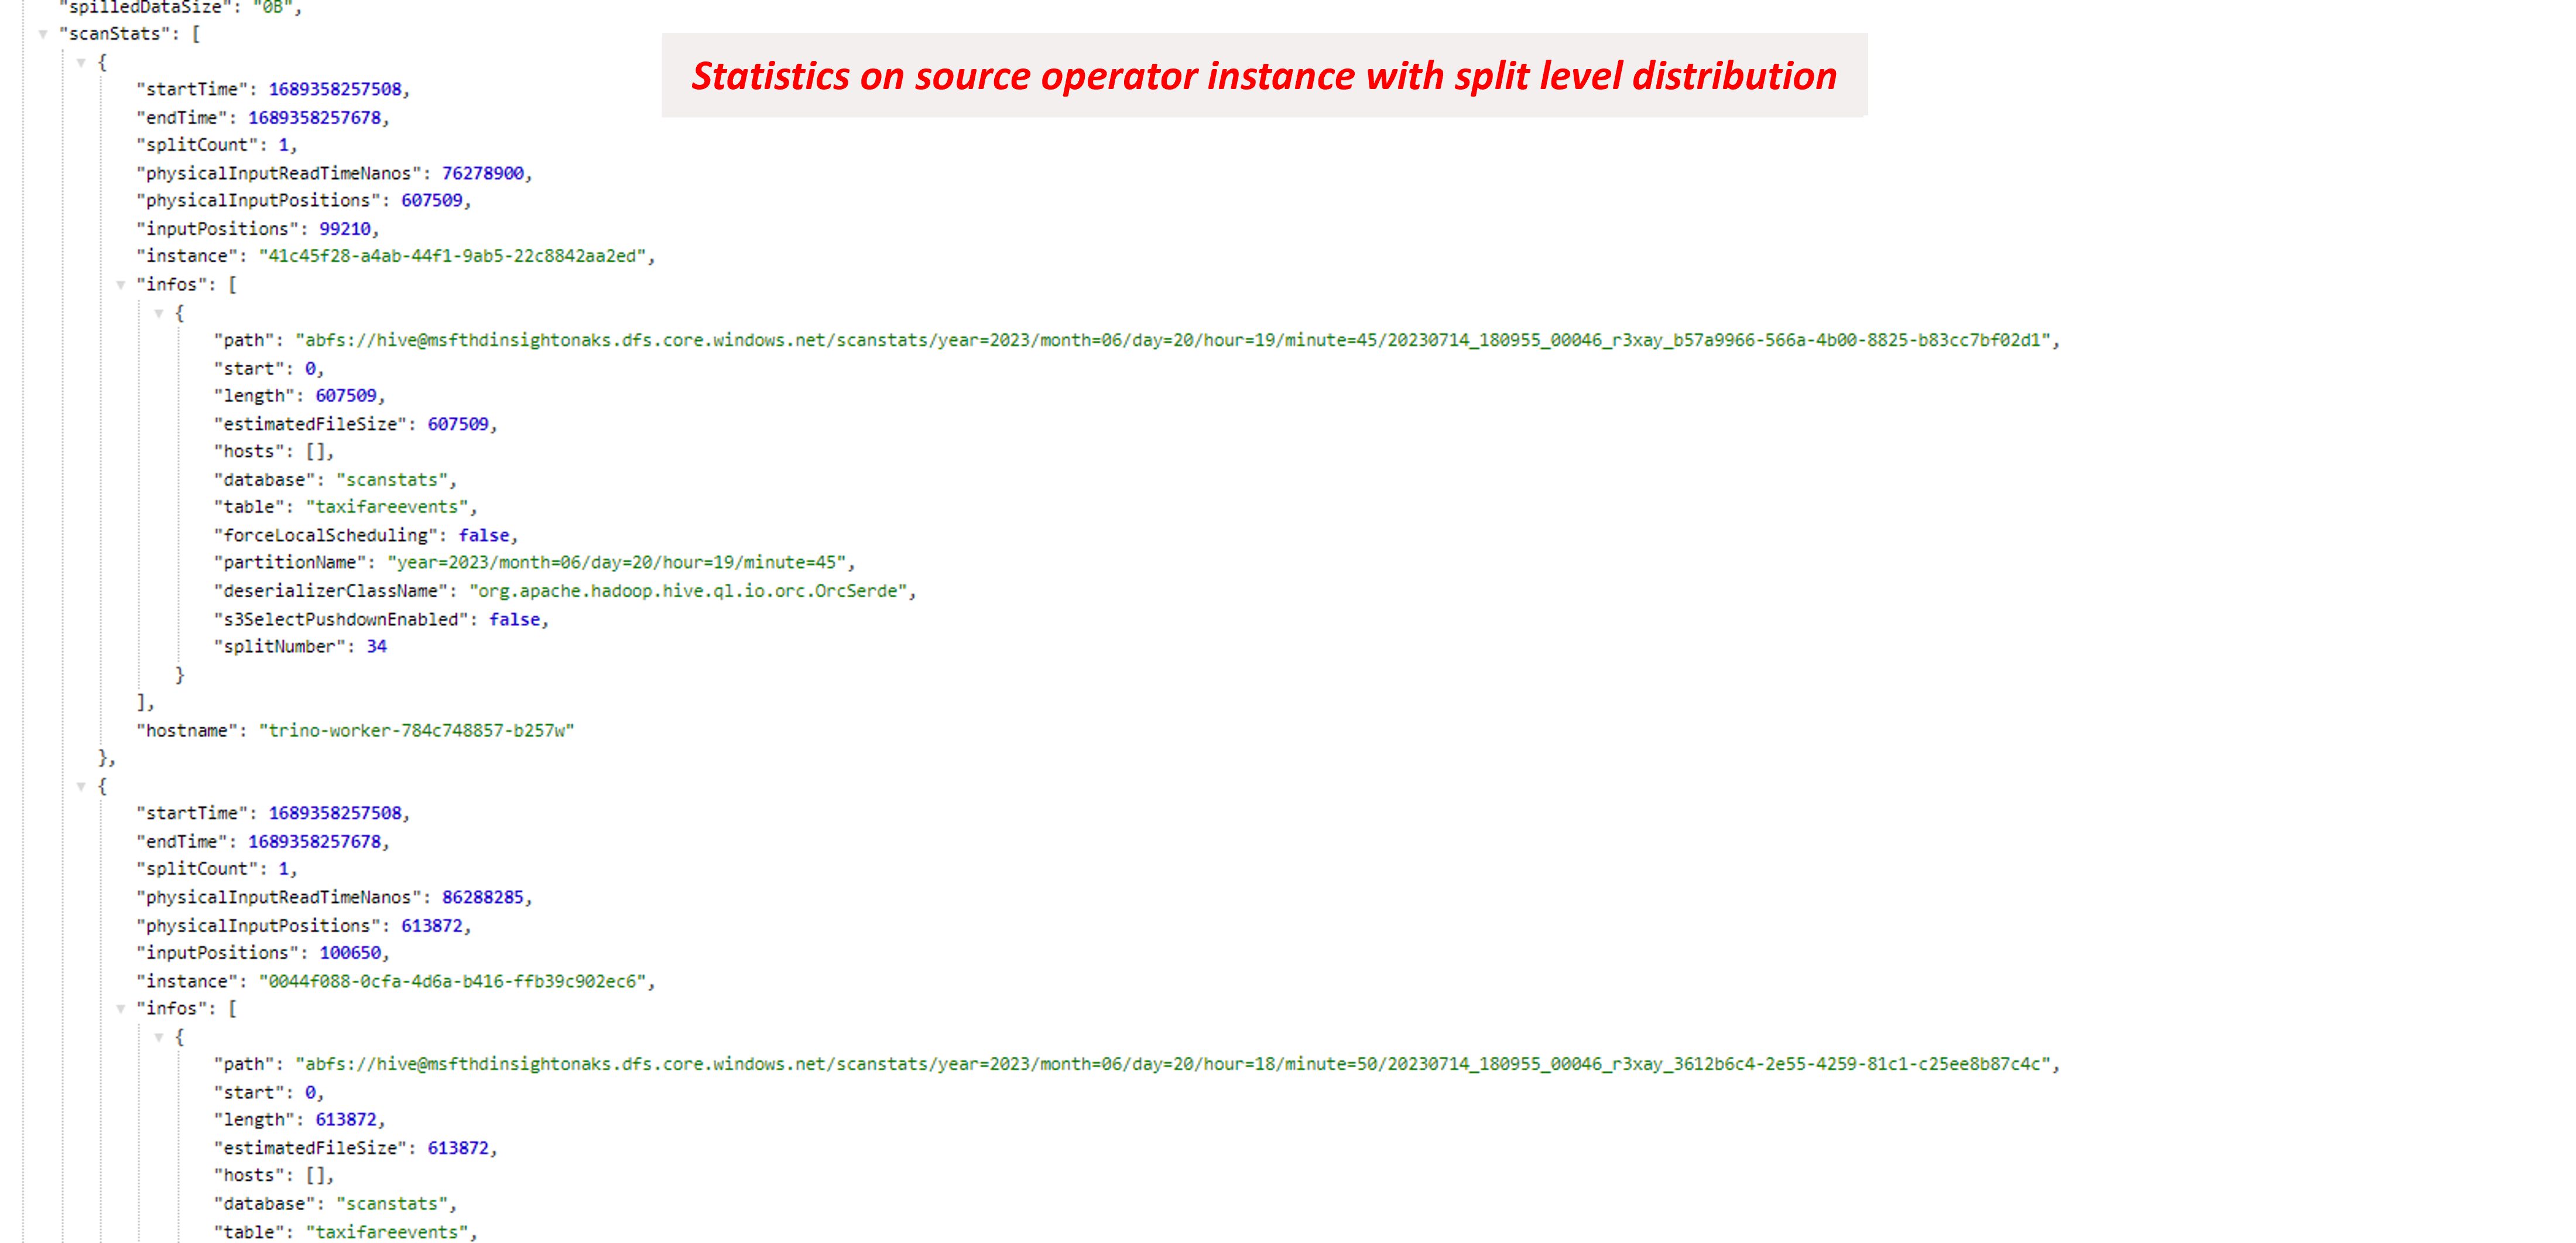 "spilledDataSize": "0B",
"scanStats": [
Statistics on source operator instance with split level distribution
{
"startTime": 1689358257508,
"endTime": 1689358257678,
"splitCount": 1,
"physicalInputReadTimeNanos": 76278900,
"physicalInputPositions": 607509,
"inputPositions": 99210,
"instance": "41c45f28-a4ab-44f1-9ab5-22c8842aa2ed",
"infos": [
{
"path": "abfs://hive@msfthdinsightonaks.dfs.core.windows.net/scanstats/year=2023/month=06/day=20/hour=19/minute=45/20230714_180955_00046_r3xay_b57a9966-566a-4b00-8825-b83cc7bf02d1",
"start": 0,
"length": 607509,
"estimatedFileSize": 607509,
"hosts": [],
"database": "scanstats",
"table": "taxifareevents",
"forceLocalScheduling": false,
"partitionName": "year=2023/month=06/day=20/hour=19/minute=45",
"deserializerClassName": "org.apache.hadoop.hive.ql.io.orc.OrcSerde",
"s3SelectPushdownEnabled": false,
"splitNumber": 34
}
],
"hostname": "trino-worker-784c748857-b257w"
},
{
"startTime": 1689358257508,
"endTime": 1689358257678,
"splitCount": 1,
"physicalInputReadTimeNanos": 86288285,
"physicalInputPositions": 613872,
"inputPositions": 100650,
"instance": "0044f088-0cfa-4d6a-b416-ffb39c902ec6",
"infos": [
{
"path": "abfs://hive@msfthdinsightonaks.dfs.core.windows.net/scanstats/year=2023/month=06/day=20/hour=18/minute=50/20230714_180955_00046_r3xay_3612b6c4-2e55-4259-81c1-c25ee8b87c4c",
"start": 0,
"length": 613872,
"estimatedFileSize": 613872,
"hosts": [],
"database": "scanstats",
"table": "taxifareevents",